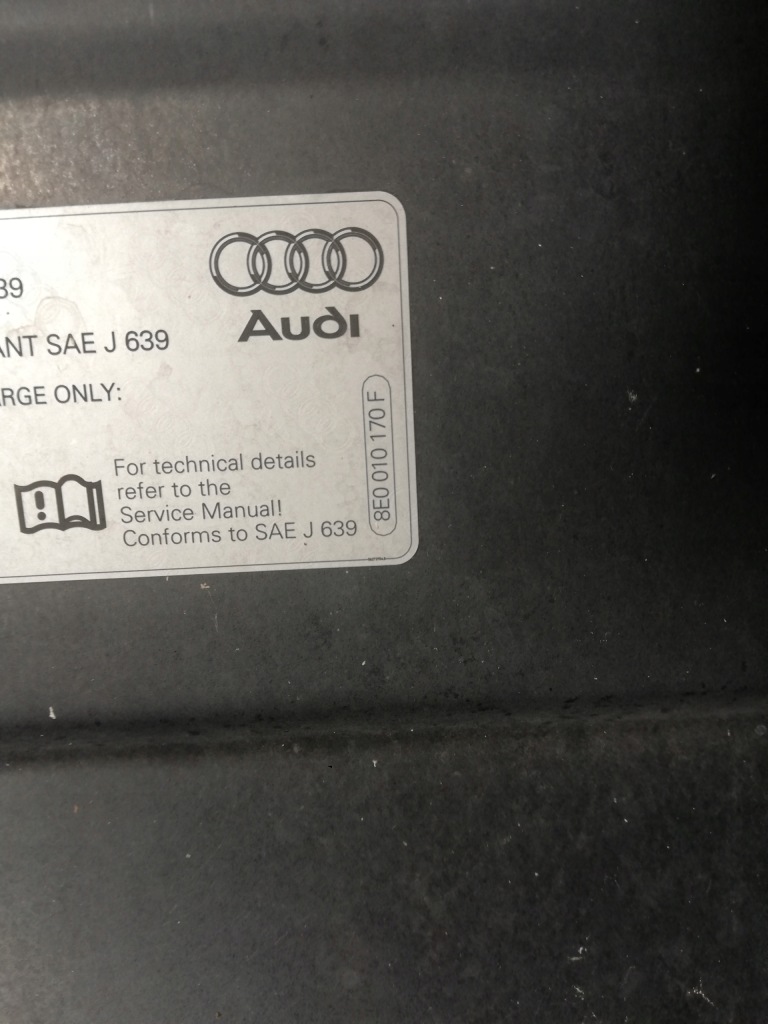 39
ANT SAE J 639
ARGE ONLY:
Audi
For technical details
refer to the
Service Manual!
Conforms to SAE J 639
8E0 010 170 F